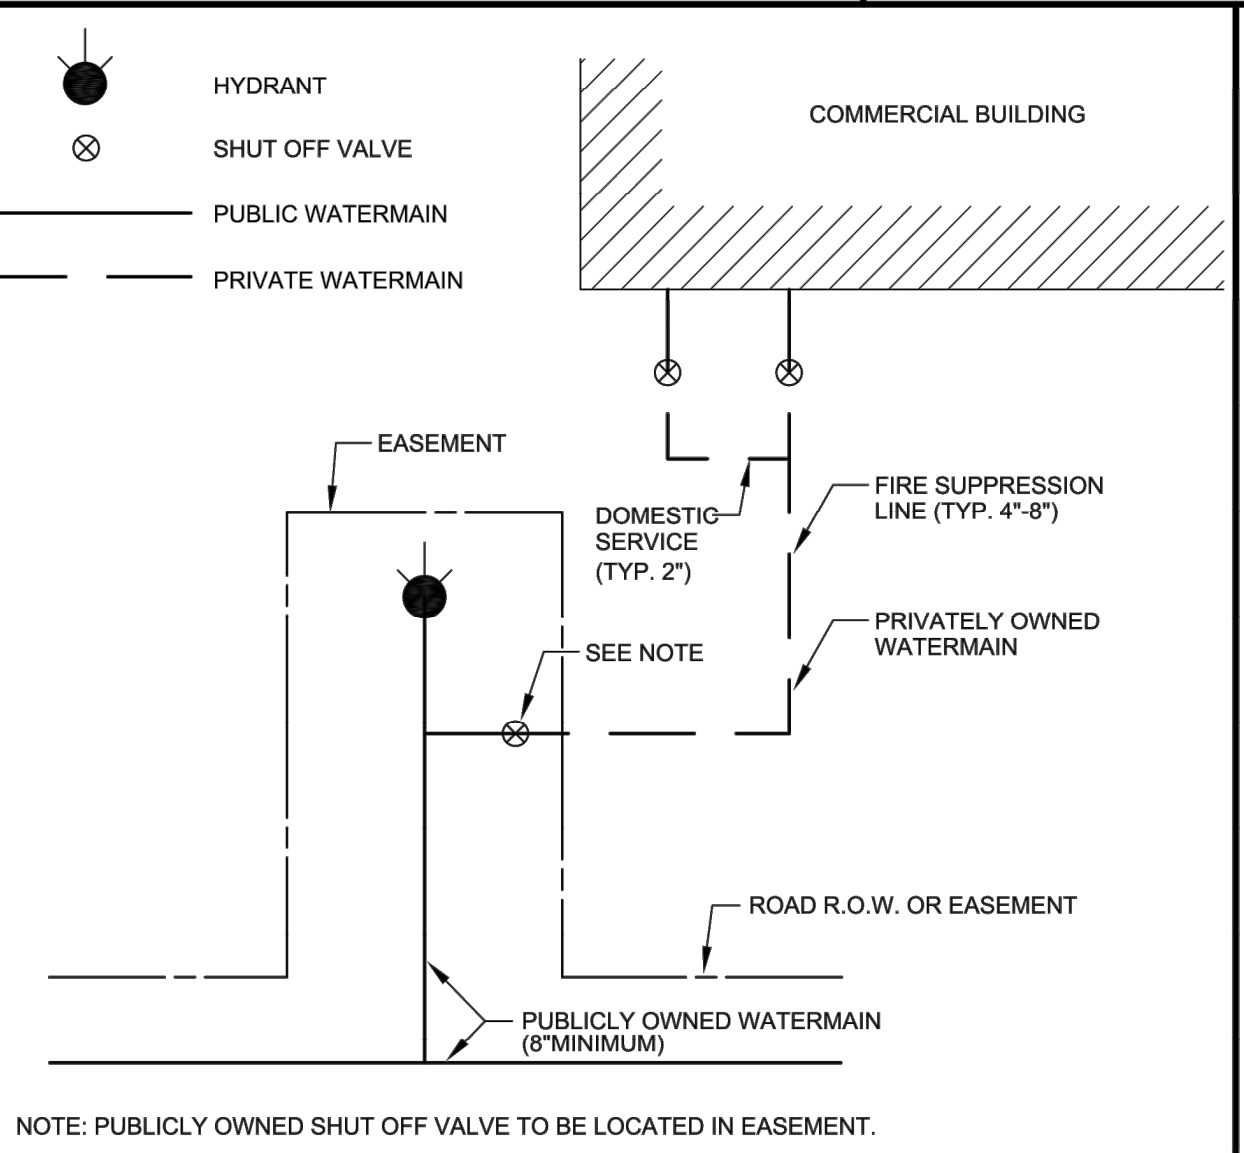 HYDRANT
SHUT OFF VALVE
PUBLIC WATERMAIN
PRIVATE WATERMAIN
COMMERCIAL BUILDING
EASEMENT
DOMESTIC
SERVICE
(TYP. 2")
FIRE SUPPRESSION
LINE (TYP. 4"-8")
PRIVATELY OWNED
WATERMAIN
SEE NOTE
ROAD R.O.W. OR EASEMENT
PUBLICLY OWNED WATERMAIN
(8"MINIMUM)
NOTE: PUBLICLY OWNED SHUT OFF VALVE TO BE LOCATED IN EASEMENT.